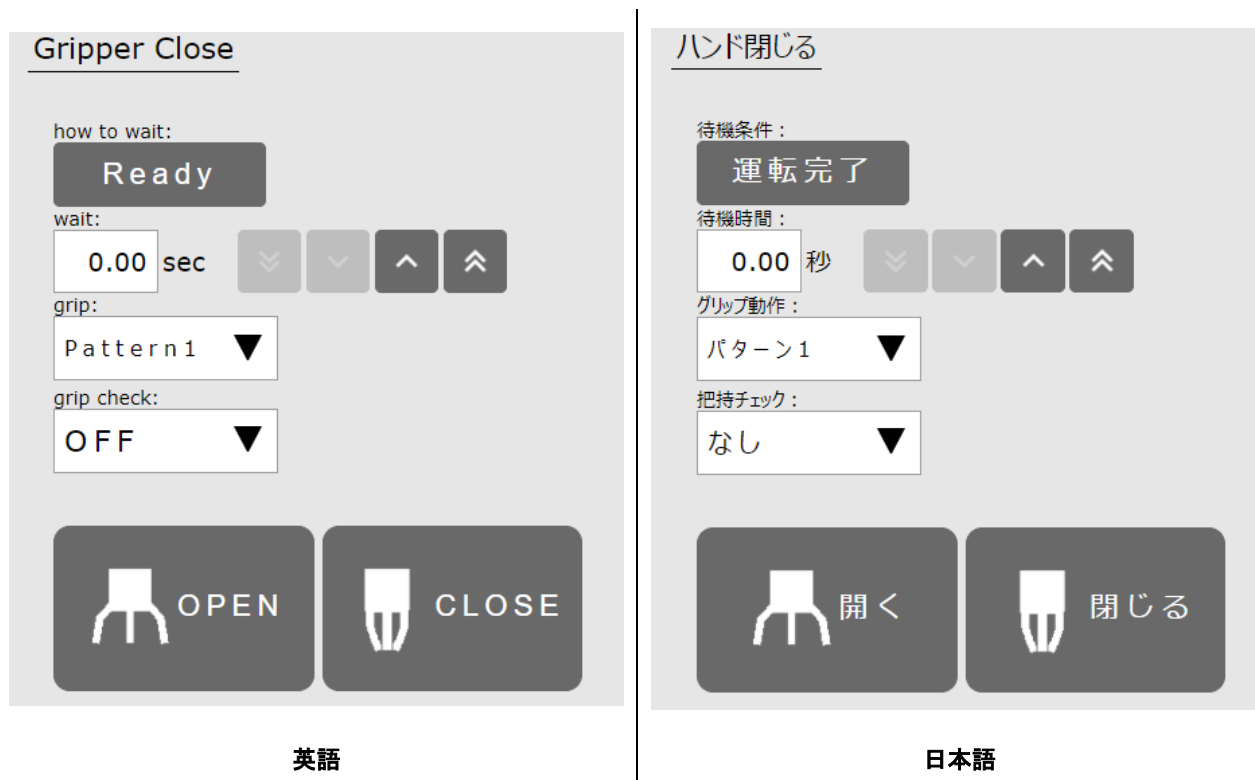 Gripper Close
how to wait:
Ready
wait:
0.00 sec
grip:
Pattern1
grip check:
OFF
OPEN
CLOSE
英語
ハンド閉じる
待機条件：
運転完了
待機時間：
0.00 秒
グリップ動作：
パターン1
把持チェック：
なし
開く
閉じる
日本語